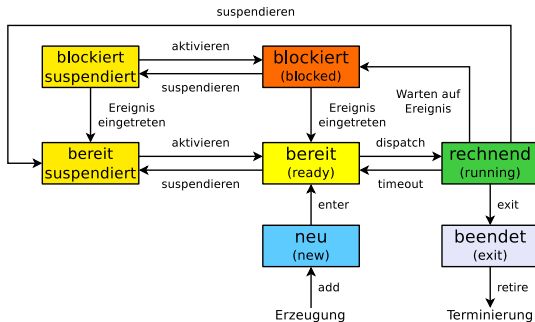 suspendieren
blockiert
suspendiert
aktivieren
suspendieren
blockiert
(blocked)
Ereignis
eingetreten
Ereignis
eingetreten
Warten auf
Ereignis
bereit
suspendiert
aktivieren
suspendieren
bereit
(ready)
dispatch
timeout
rechnend
(running)
enter
exit
neu
(new)
beendet
(exit)
add
retire
Erzeugung
Terminierung